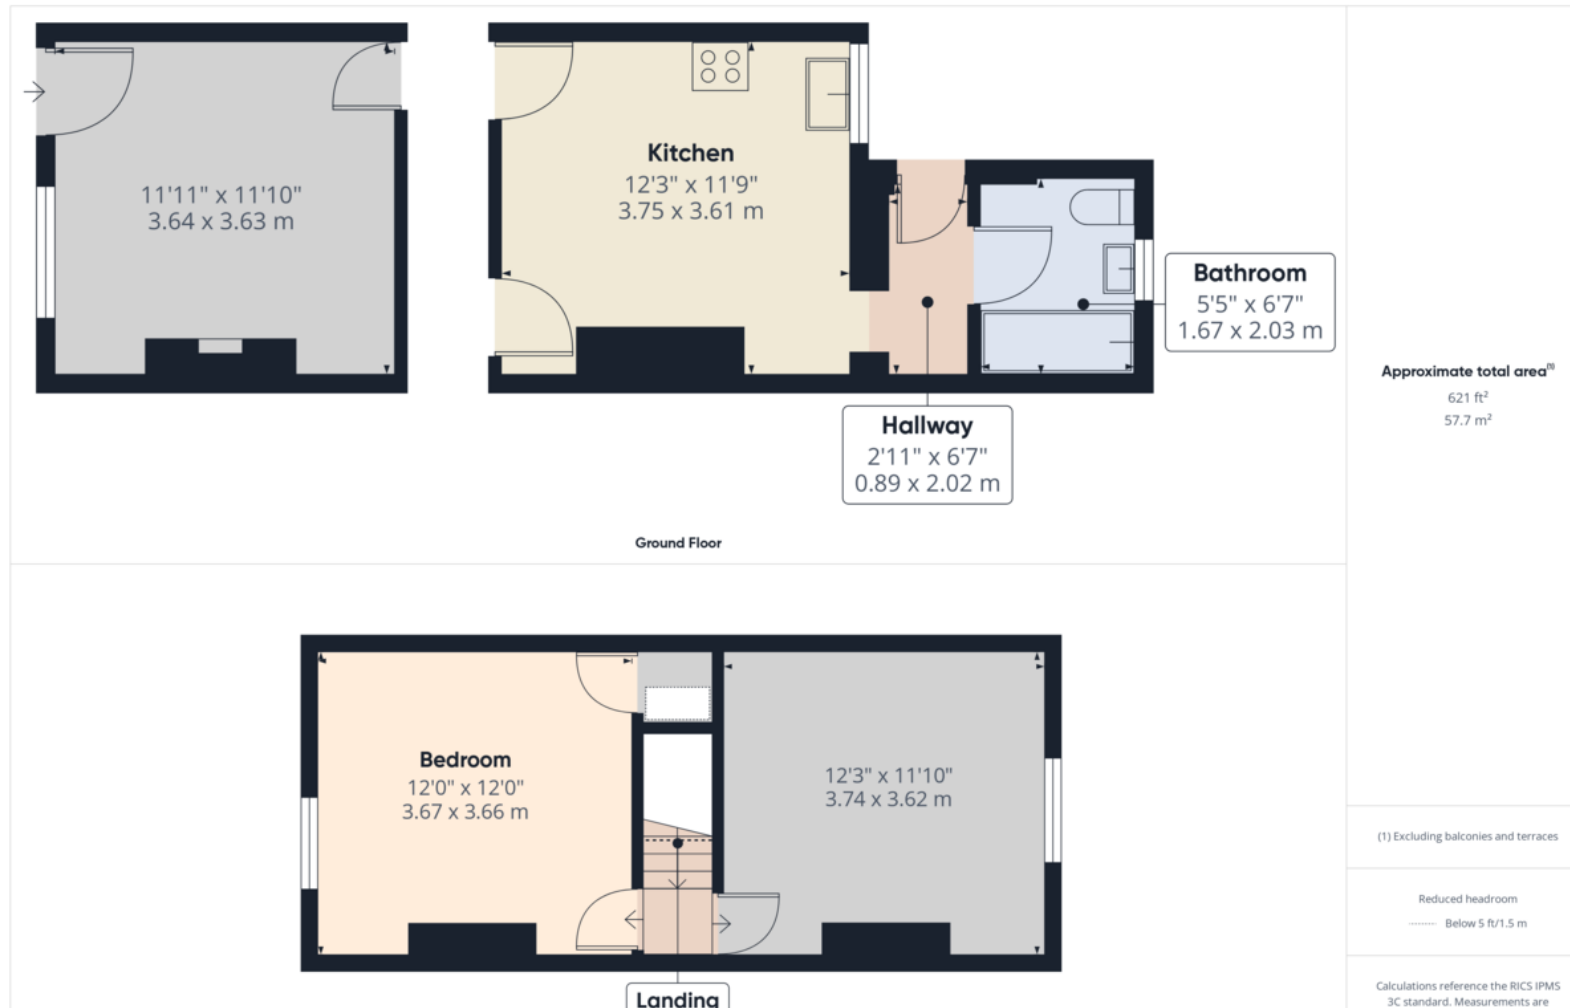 11'11" x 11'10"
3.64 x 3.63 m
Kitchen
12'3" x 11'9"
3.75 x 3.61 m
Bathroom
5'5" x 6'7"
1.67 x 2.03 m
Hallway
2'11" x 6'7"
0.89 x 2.02 m
Ground Floor
Bedroom
12'0" x 12'0"
3.67 x 3.66 m
12'3" x 11'10"
3.74 x 3.62 m
Landing
Approximate total area(1)
621 ft²
57.7 m²
(1) Excluding balconies and terraces
Reduced headroom
Below 5 ft/1.5 m
Calculations reference the RICS IPMS
3C standard. Measurements are